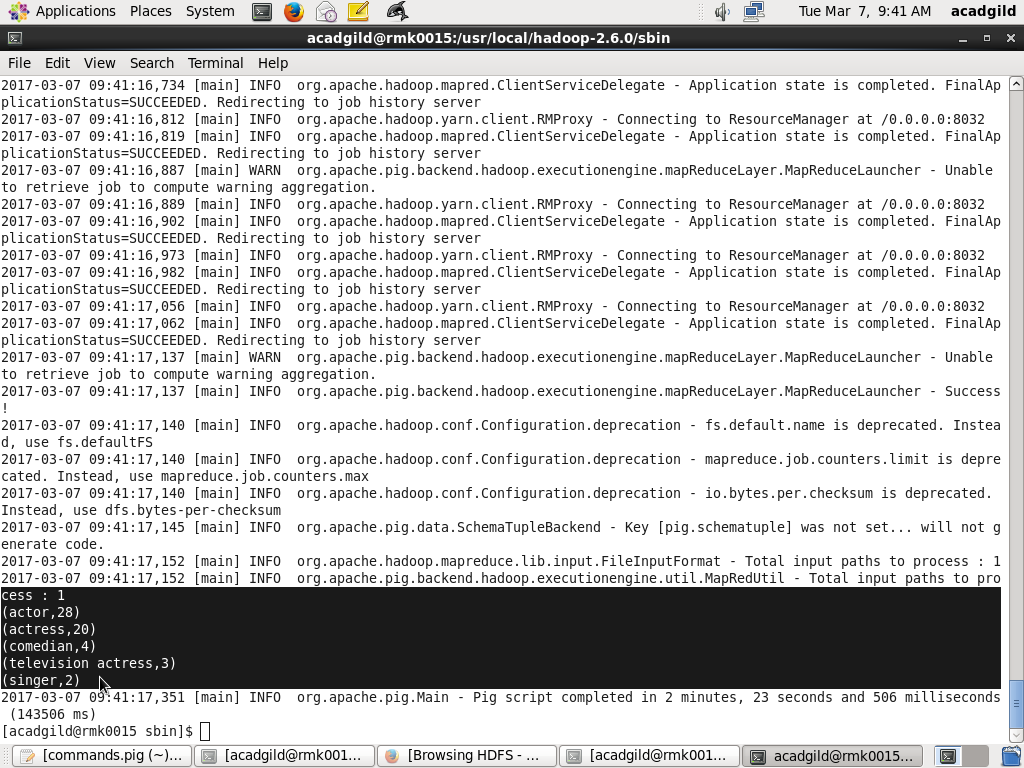 Applications Places System Tue Mar 7, 9:41 AM acadgild
acadgild@rmk0015:/usr/local/hadoop-2.6.0/sbin
File Edit View Search Terminal Help
2017-03-07 09:41:16,734 [main] INFO  org.apache.hadoop.mapred.ClientServiceDelegate - Application state is completed. FinalAp
plicationStatus=SUCCEEDED. Redirecting to job history server
2017-03-07 09:41:16,812 [main] INFO  org.apache.hadoop.yarn.client.RMProxy - Connecting to ResourceManager at /0.0.0.0:8032
2017-03-07 09:41:16,819 [main] INFO  org.apache.hadoop.mapred.ClientServiceDelegate - Application state is completed. FinalAp
plicationStatus=SUCCEEDED. Redirecting to job history server
2017-03-07 09:41:16,887 [main] WARN  org.apache.pig.backend.hadoop.executionengine.mapReduceLayer.MapReduceLauncher - Unable
to retrieve job to compute warning aggregation.
2017-03-07 09:41:16,889 [main] INFO  org.apache.hadoop.yarn.client.RMProxy - Connecting to ResourceManager at /0.0.0.0:8032
2017-03-07 09:41:16,902 [main] INFO  org.apache.hadoop.mapred.ClientServiceDelegate - Application state is completed. FinalAp
plicationStatus=SUCCEEDED. Redirecting to job history server
2017-03-07 09:41:16,973 [main] INFO  org.apache.hadoop.yarn.client.RMProxy - Connecting to ResourceManager at /0.0.0.0:8032
2017-03-07 09:41:16,982 [main] INFO  org.apache.hadoop.mapred.ClientServiceDelegate - Application state is completed. FinalAp
plicationStatus=SUCCEEDED. Redirecting to job history server
2017-03-07 09:41:17,056 [main] INFO  org.apache.hadoop.yarn.client.RMProxy - Connecting to ResourceManager at /0.0.0.0:8032
2017-03-07 09:41:17,062 [main] INFO  org.apache.hadoop.mapred.ClientServiceDelegate - Application state is completed. FinalAp
plicationStatus=SUCCEEDED. Redirecting to job history server
2017-03-07 09:41:17,137 [main] WARN  org.apache.pig.backend.hadoop.executionengine.mapReduceLayer.MapReduceLauncher - Unable
to retrieve job to compute warning aggregation.
2017-03-07 09:41:17,137 [main] INFO  org.apache.pig.backend.hadoop.executionengine.mapReduceLayer.MapReduceLauncher - Success
!
2017-03-07 09:41:17,140 [main] INFO  org.apache.hadoop.conf.Configuration.deprecation - fs.default.name is deprecated. Instea
d, use fs.defaultFS
2017-03-07 09:41:17,140 [main] INFO  org.apache.hadoop.conf.Configuration.deprecation - mapreduce.job.counters.limit is depre
cated. Instead, use mapreduce.job.counters.max
2017-03-07 09:41:17,140 [main] INFO  org.apache.hadoop.conf.Configuration.deprecation - io.bytes.per.checksum is deprecated.
Instead, use dfs.bytes-per-checksum
2017-03-07 09:41:17,145 [main] INFO  org.apache.pig.data.SchemaTupleBackend - Key [pig.schematuple] was not set... will not g
enerate code.
2017-03-07 09:41:17,152 [main] INFO  org.apache.hadoop.mapreduce.lib.input.FileInputFormat - Total input paths to process : 1
2017-03-07 09:41:17,152 [main] INFO  org.apache.pig.backend.hadoop.executionengine.util.MapRedUtil - Total input paths to pro
cess : 1
(actor,28)
(actress,20)
(comedian,4)
(television actress,3)
(singer,2)
2017-03-07 09:41:17,351 [main] INFO  org.apache.pig.Main - Pig script completed in 2 minutes, 23 seconds and 506 milliseconds
(143506 ms)
[acadgild@rmk0015 sbin]$
[commands.pig (~)... [acadgild@rmk001... [Browsing HDFS - ... [acadgild@rmk001... acadgild@rmk0015...